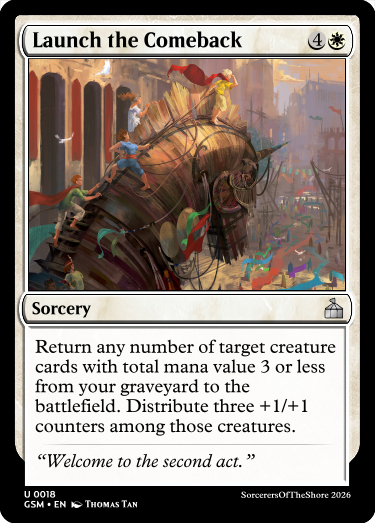 Launch the Comeback 4
Sorcery
Return any number of target creature
cards with total mana value 3 or less
from your graveyard to the
battlefield. Distribute three +1/+1
counters among those creatures.
“Welcome to the second act.”
U 0018
GSM • EN Thomas Tan
SorcerersOfTheShore 2026